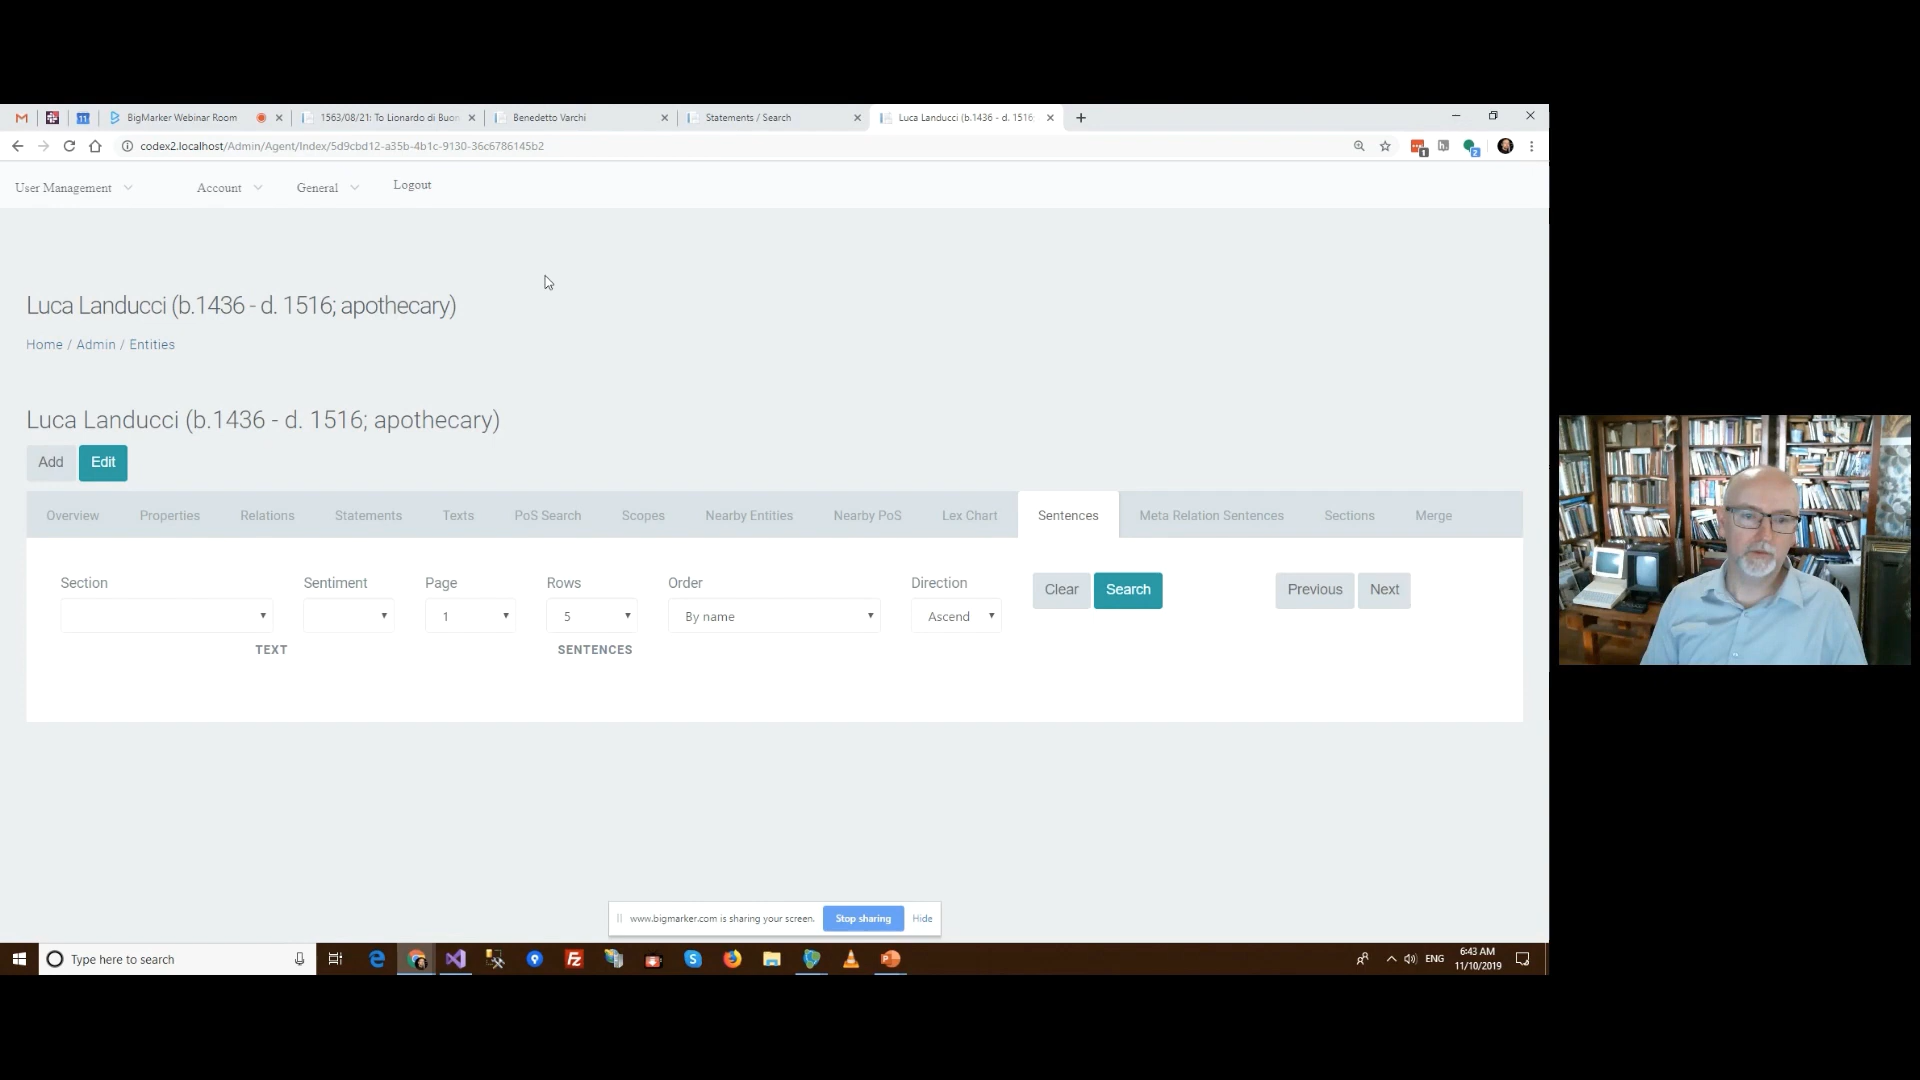 BigMarker Webinar Room
1563/08/21: To Lionardo di Buon
Benedetto Varchi
Statements / Search
Luca Landucci (b.1436 - d. 1516;
codex2.localhost/Admin/Agent/Index/5d9cbd12-a35b-4b1c-9130-36c6786145b2
User Management Account General Logout
Luca Landucci (b.1436 - d. 1516; apothecary)
Home / Admin / Entities
Luca Landucci (b.1436 - d. 1516; apothecary)
Add Edit
Overview Properties Relations Statements Texts PoS Search Scopes Nearby Entities Nearby PoS Lex Chart Sentences Meta Relation Sentences Sections Merge
Section Sentiment Page Rows Order Direction
Clear Search Previous Next
1 5 By name Ascend
TEXT SENTENCES
www.bigmarker.com is sharing your screen. Stop sharing Hide
Type here to search
ENG
6:43 AM
11/10/2019